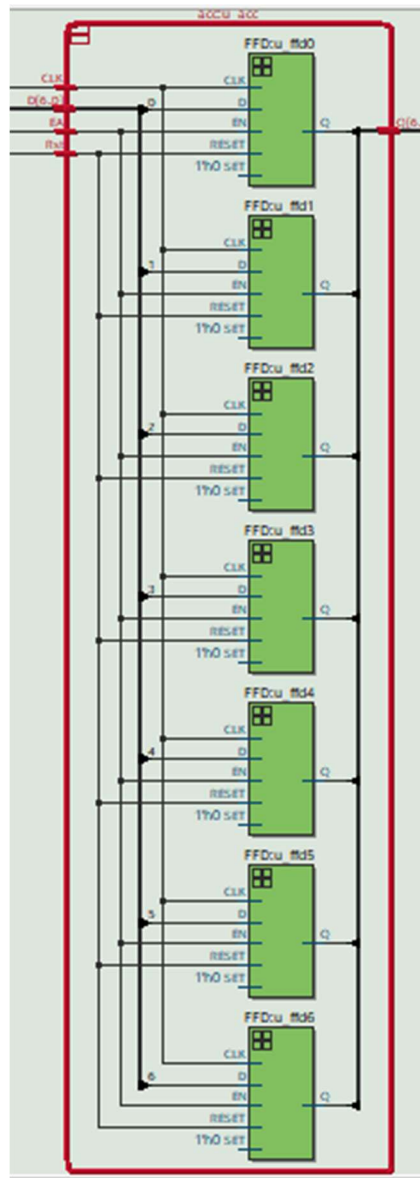 accu_acc
FFD:u_ffd0
CLK CLK
D[6..0] 0 D
EA EN Q Q[6..
Rst RESET
1'h0 SET
FFD:u_ffd1
CLK
1 D
EN Q
RESET
1'h0 SET
FFD:u_ffd2
CLK
2 D
EN Q
RESET
1'h0 SET
FFD:u_ffd3
CLK
3 D
EN Q
RESET
1'h0 SET
FFD:u_ffd4
CLK
4 D
EN Q
RESET
1'h0 SET
FFD:u_ffd5
CLK
5 D
EN Q
RESET
1'h0 SET
FFD:u_ffd6
CLK
6 D
EN Q
RESET
1'h0 SET